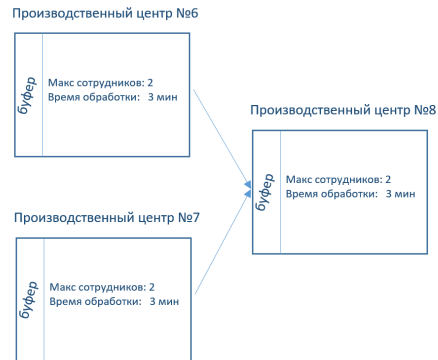 Производственный центр №6
буфер
Макс сотрудников: 2
Время обработки: 3 мин
Производственный центр №8
буфер
Макс сотрудников: 2
Время обработки: 3 мин
Производственный центр №7
буфер
Макс сотрудников: 2
Время обработки: 3 мин